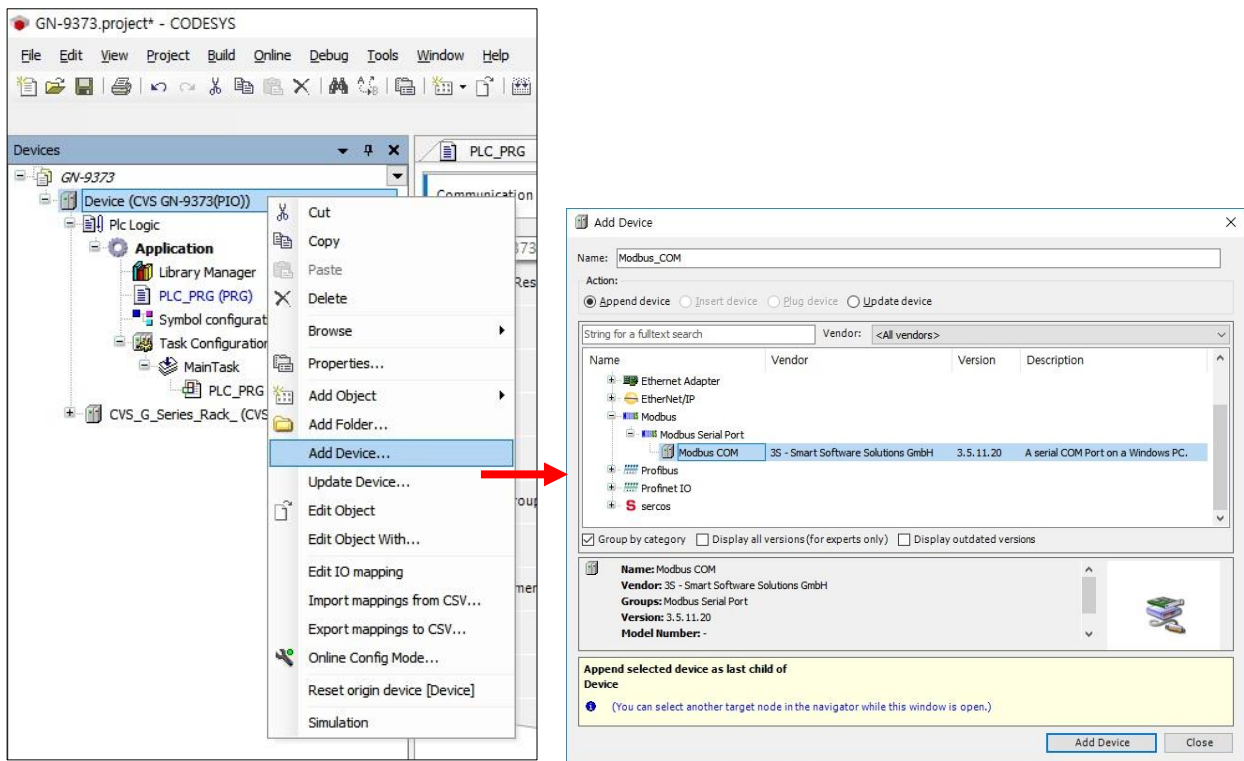 GN-9373.project* - CODESYS
File Edit View Project Build Online Debug Tools Window Help
Devices
PLC_PRG
GN-9373
Device (CVS GN-9373(PIO))
Communication
Plc Logic
Application
Library Manager
PLC_PRG (PRG)
Symbol configurat
Task Configuration
MainTask
PLC_PRG
CVS_G_Series_Rack_ (CVS
Cut
Copy
Paste
Delete
Browse
Properties...
Add Object
Add Folder...
Add Device...
Update Device...
Edit Object
Edit Object With...
Edit IO mapping
Import mappings from CSV...
Export mappings to CSV...
Online Config Mode...
Reset origin device [Device]
Simulation
Add Device
Name: Modbus_COM
Action:
Append device Insert device Plug device Update device
String for a fulltext search Vendor: <All vendors>
Name Vendor Version Description
Ethernet Adapter
EtherNet/IP
Modbus
Modbus Serial Port
Modbus COM 3S - Smart Software Solutions GmbH 3.5.11.20 A serial COM Port on a Windows PC.
Profibus
Profinet IO
sercos
Group by category Display all versions (for experts only) Display outdated versions
Name: Modbus COM
Vendor: 3S - Smart Software Solutions GmbH
Groups: Modbus Serial Port
Version: 3.5.11.20
Model Number: -
Append selected device as last child of
Device
(You can select another target node in the navigator while this window is open.)
Add Device Close